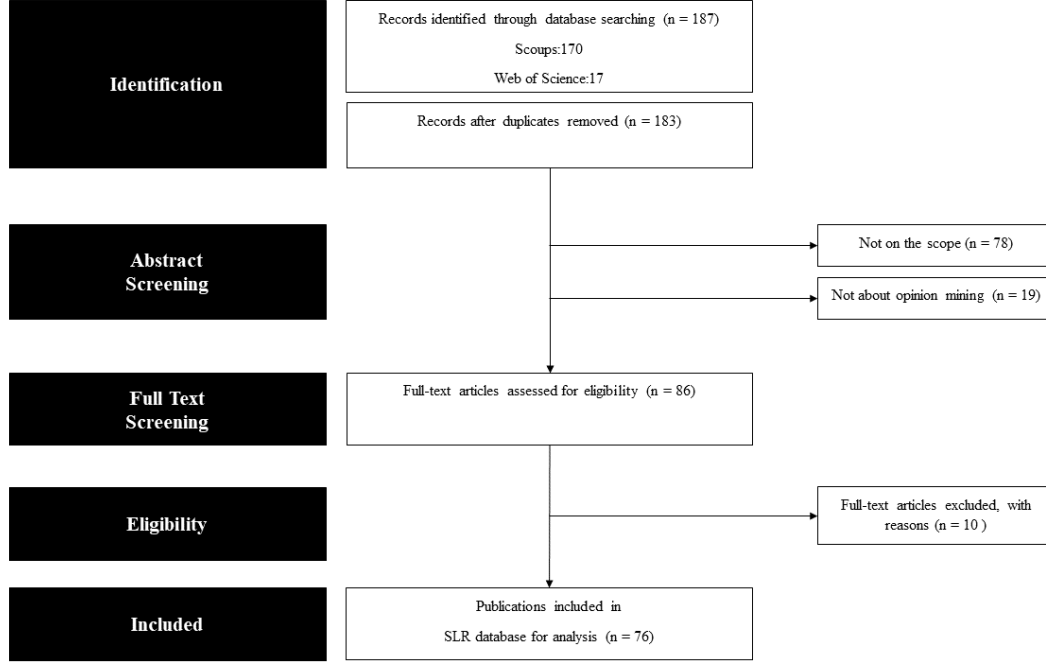 Identification
Records identified through database searching (n = 187)
Scoups:170
Web of Science:17
Records after duplicates removed (n = 183)
Abstract
Screening
Not on the scope (n = 78)
Not about opinion mining (n = 19)
Full Text
Screening
Full-text articles assessed for eligibility (n = 86)
Eligibility
Full-text articles excluded, with
reasons (n = 10 )
Included
Publications included in
SLR database for analysis (n = 76)